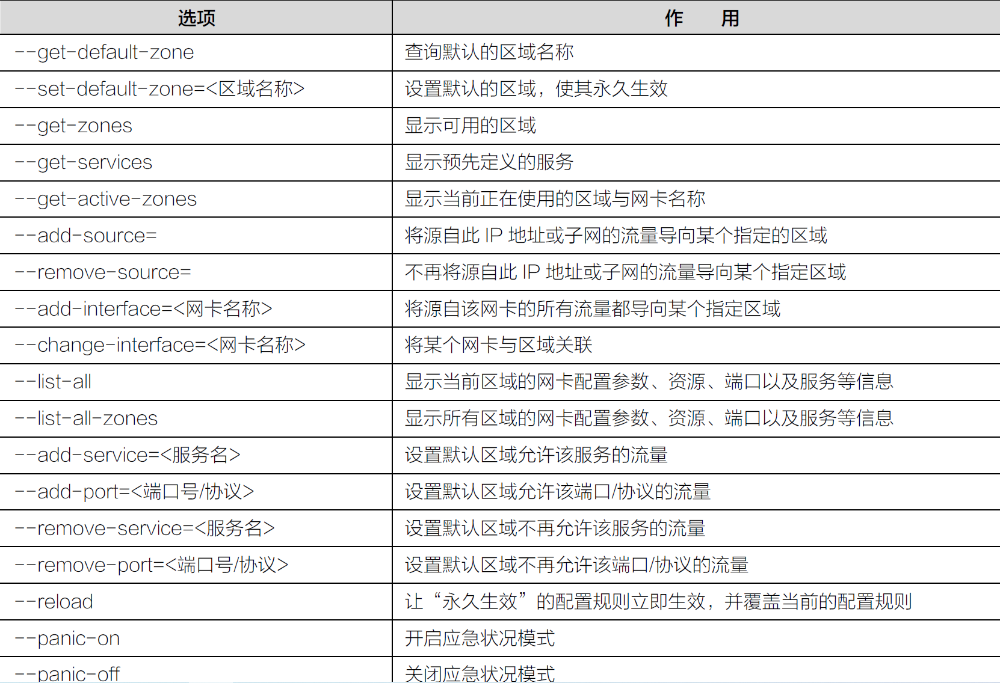 选项 作 用
--get-default-zone 查询默认的区域名称
--set-default-zone=<区域名称> 设置默认的区域，使其永久生效
--get-zones 显示可用的区域
--get-services 显示预先定义的服务
--get-active-zones 显示当前正在使用的区域与网卡名称
--add-source= 将源自此 IP 地址或子网的流量导向某个指定的区域
--remove-source= 不再将源自此 IP 地址或子网的流量导向某个指定区域
--add-interface=<网卡名称> 将源自该网卡的所有流量都导向某个指定区域
--change-interface=<网卡名称> 将某个网卡与区域关联
--list-all 显示当前区域的网卡配置参数、资源、端口以及服务等信息
--list-all-zones 显示所有区域的网卡配置参数、资源、端口以及服务等信息
--add-service=<服务名> 设置默认区域允许该服务的流量
--add-port=<端口号/协议> 设置默认区域允许该端口/协议的流量
--remove-service=<服务名> 设置默认区域不再允许该服务的流量
--remove-port=<端口号/协议> 设置默认区域不再允许该端口/协议的流量
--reload 让“永久生效”的配置规则立即生效，并覆盖当前的配置规则
--panic-on 开启应急状况模式
--panic-off 关闭应急状况模式